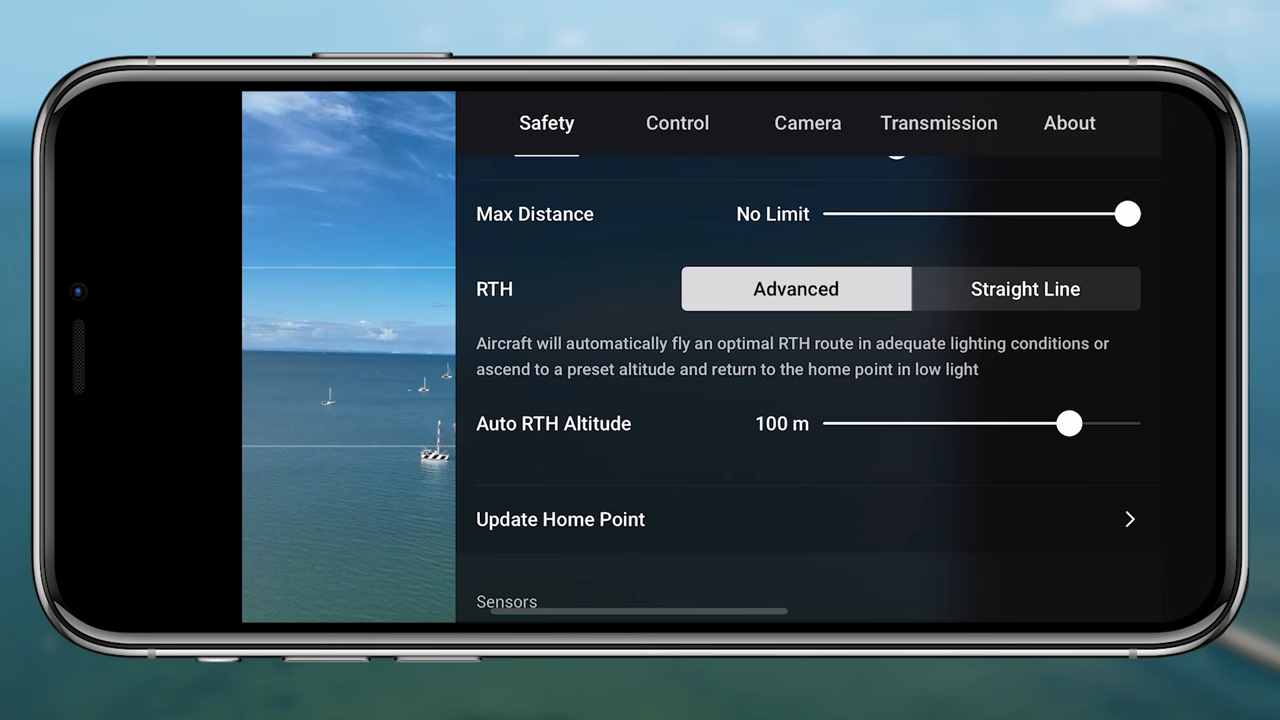 Safety Control Camera Transmission About
Max Distance No Limit
RTH Advanced Straight Line
Aircraft will automatically fly an optimal RTH route in adequate lighting conditions or
ascend to a preset altitude and return to the home point in low light
Auto RTH Altitude 100 m
Update Home Point
Sensors